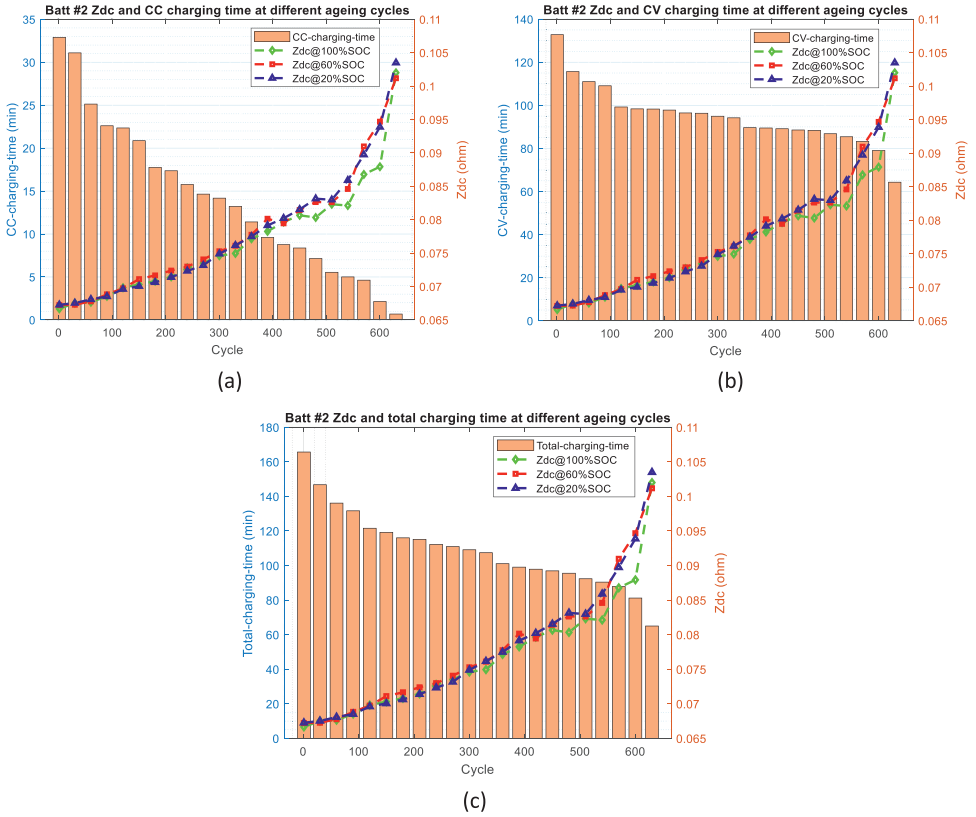 Batt #2 Zdc and CC charging time at different ageing cycles
CC-charging-time (min)
35
30
25
20
15
10
5
0
CC-charging-time
Zdc@100%SOC
Zdc@60%SOC
Zdc@20%SOC
0.11
0.105
0.1
0.095
0.09
0.085
0.08
0.075
0.07
0.065
Zdc (ohm)
0 100 200 300 400 500 600
Cycle
(a)
Batt #2 Zdc and CV charging time at different ageing cycles
CV-charging-time (min)
140
120
100
80
60
40
20
0
CV-charging-time
Zdc@100%SOC
Zdc@60%SOC
Zdc@20%SOC
0.11
0.105
0.1
0.095
0.09
0.085
0.08
0.075
0.07
0.065
Zdc (ohm)
0 100 200 300 400 500 600
Cycle
(b)
Batt #2 Zdc and total charging time at different ageing cycles
Total-charging-time (min)
180
160
140
120
100
80
60
40
20
0
Total-charging-time
Zdc@100%SOC
Zdc@60%SOC
Zdc@20%SOC
0.11
0.105
0.1
0.095
0.09
0.085
0.08
0.075
0.07
0.065
Zdc (ohm)
0 100 200 300 400 500 600
Cycle
(c)